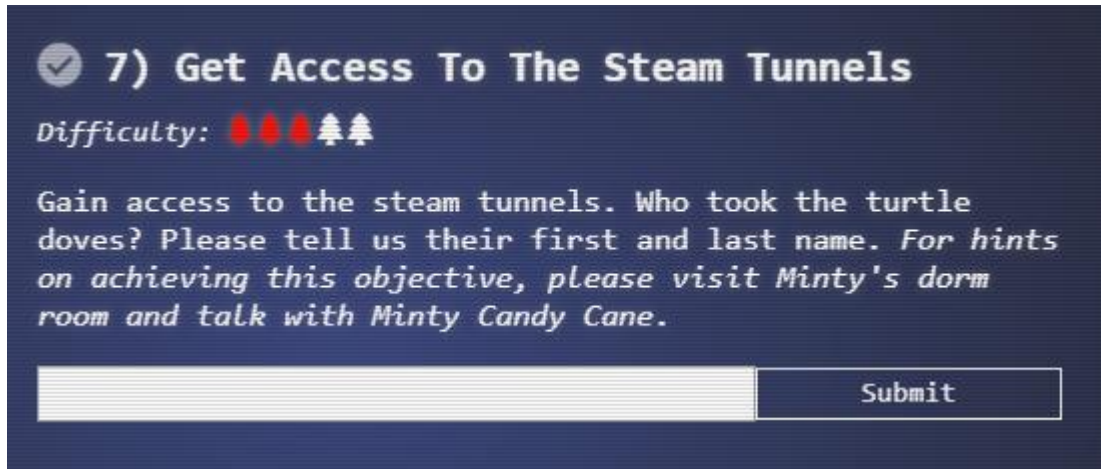 7) Get Access To The Steam Tunnels
Difficulty:
Gain access to the steam tunnels. Who took the turtle
doves? Please tell us their first and last name. For hints
on achieving this objective, please visit Minty's dorm
room and talk with Minty Candy Cane.
Submit